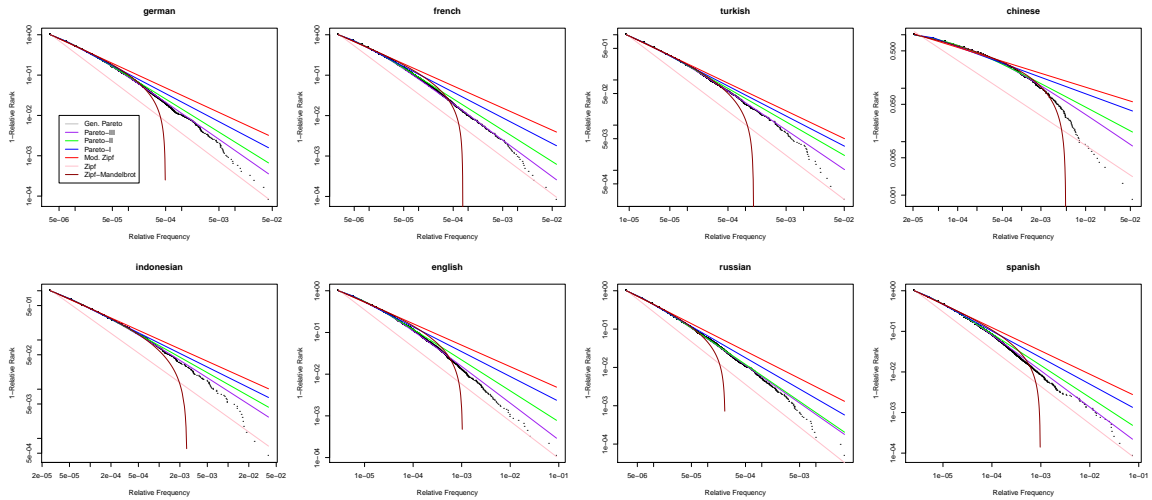 german
1-Relative Rank
1e+00
1e-01
1e-02
1e-03
1e-04
Gen. Pareto
Pareto-III
Pareto-II
Pareto-I
Mod. Zipf
Zipf
Zipf-Mandelbrot
5e-06 5e-05 5e-04 5e-03 5e-02
Relative Frequency
french
1-Relative Rank
1e+00
1e-01
1e-02
1e-03
1e-04
5e-06 5e-05 5e-04 5e-03 5e-02
Relative Frequency
turkish
1-Relative Rank
5e-01
5e-02
5e-03
5e-04
1e-05 5e-05 5e-04 5e-03 5e-02
Relative Frequency
chinese
1-Relative Rank
0.500
0.050
0.005
0.001
2e-05 1e-04 5e-04 2e-03 1e-02 5e-02
Relative Frequency
indonesian
1-Relative Rank
5e-01
5e-02
5e-03
5e-04
2e-05 5e-05 2e-04 5e-04 2e-03 5e-03 2e-02 5e-02
Relative Frequency
english
1-Relative Rank
1e+00
1e-01
1e-02
1e-03
1e-04
1e-05 1e-04 1e-03 1e-02 1e-01
Relative Frequency
russian
1-Relative Rank
1e+00
1e-01
1e-02
1e-03
1e-04
5e-06 5e-05 5e-04 5e-03
Relative Frequency
spanish
1-Relative Rank
1e+00
1e-01
1e-02
1e-03
1e-04
1e-05 1e-04 1e-03 1e-02 1e-01
Relative Frequency